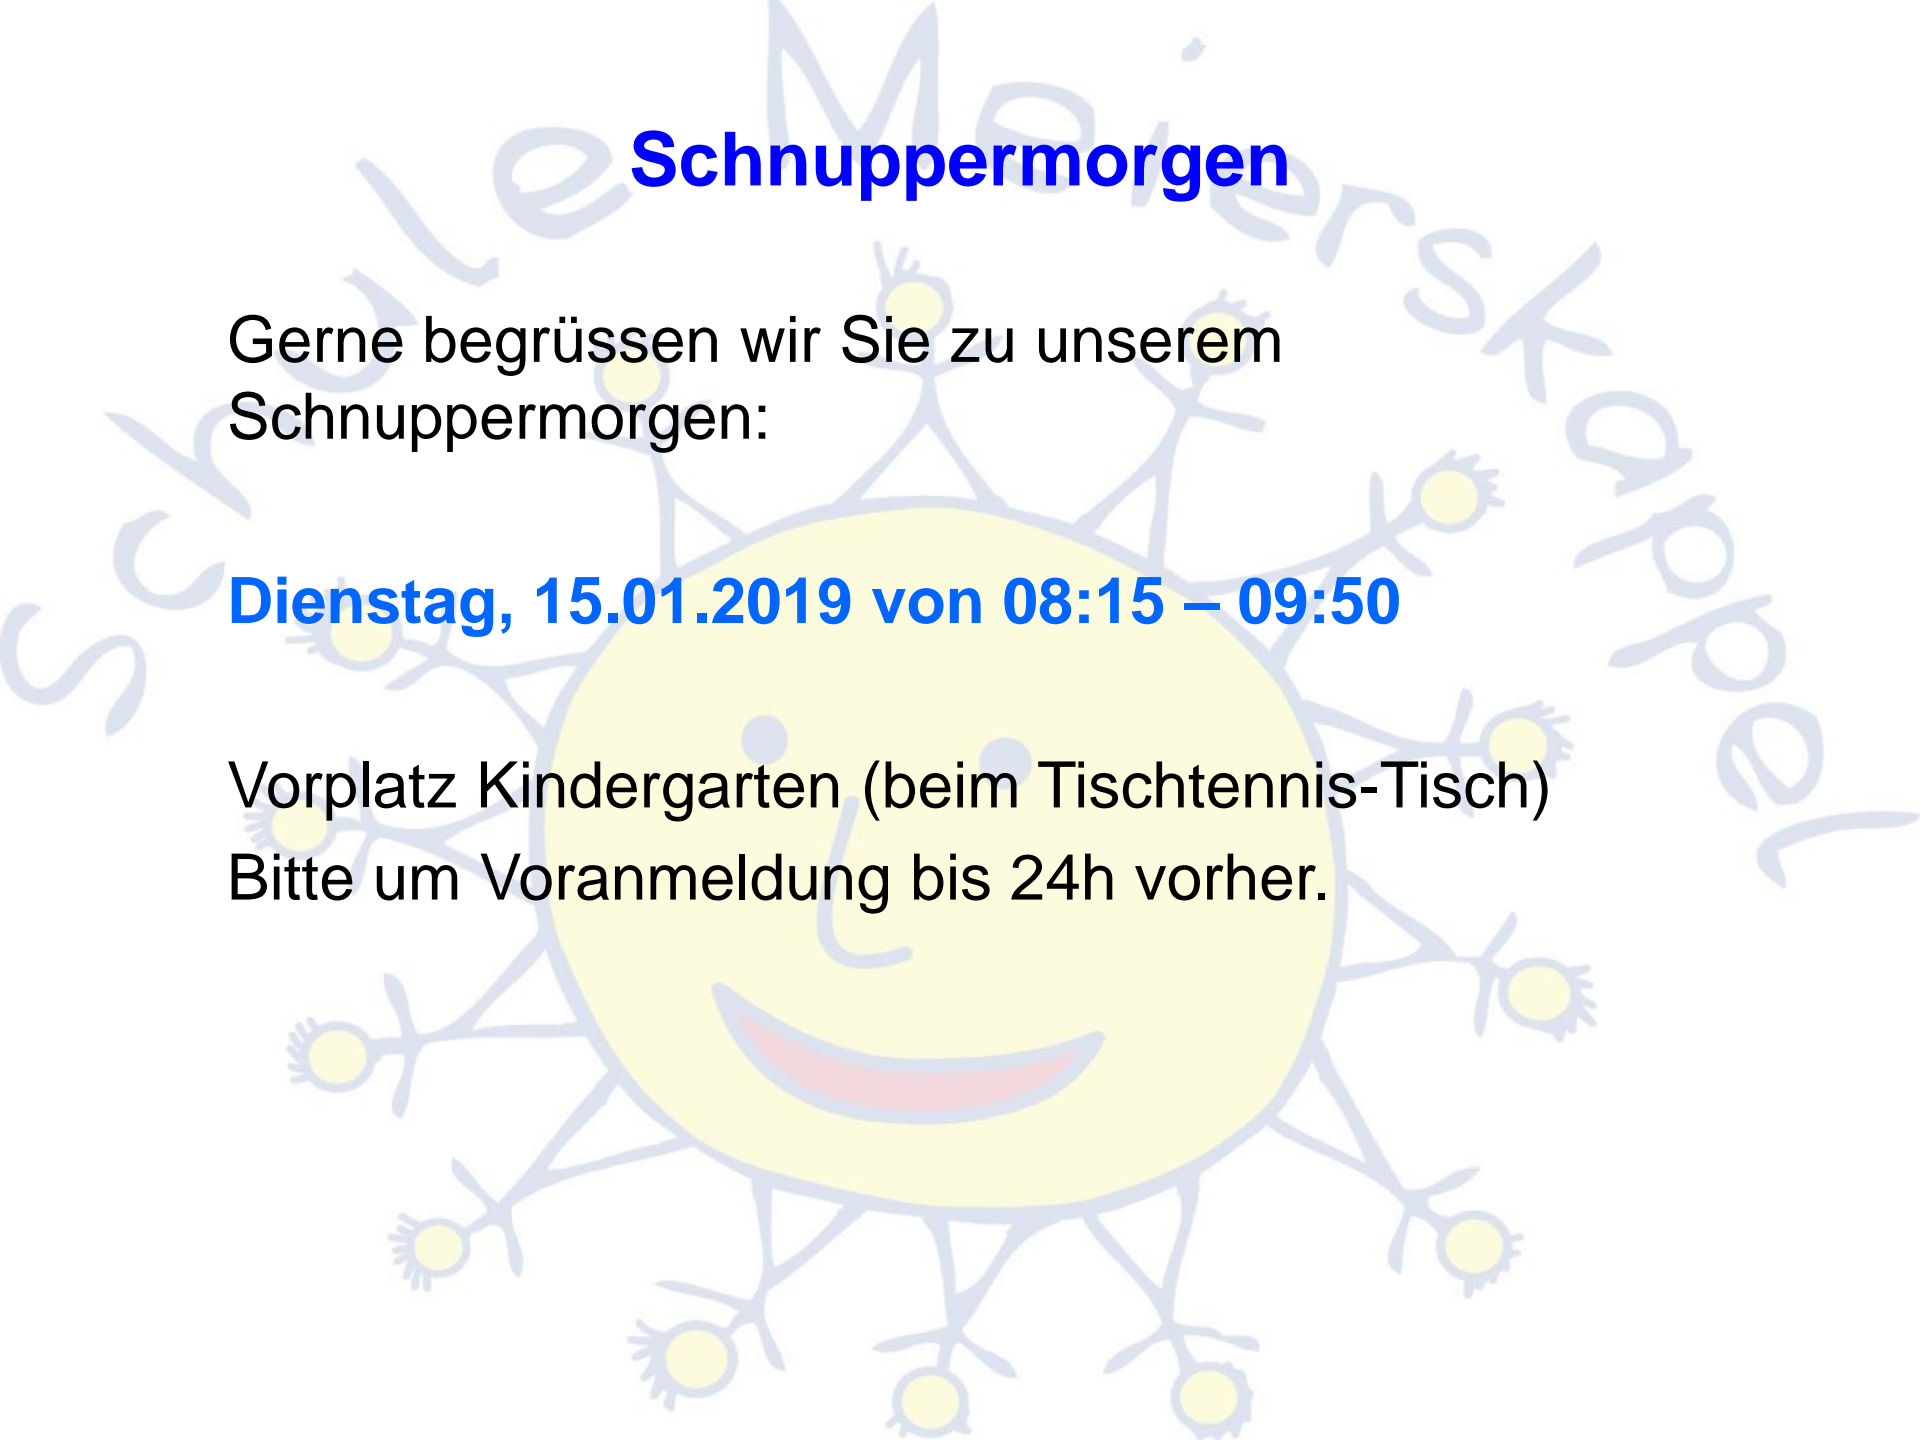 Schule Meierskappel
Schnuppermorgen
Gerne begrüssen wir Sie zu unserem
Schnuppermorgen:
Dienstag, 15.01.2019 von 08:15 – 09:50
Vorplatz Kindergarten (beim Tischtennis-Tisch)
Bitte um Voranmeldung bis 24h vorher.